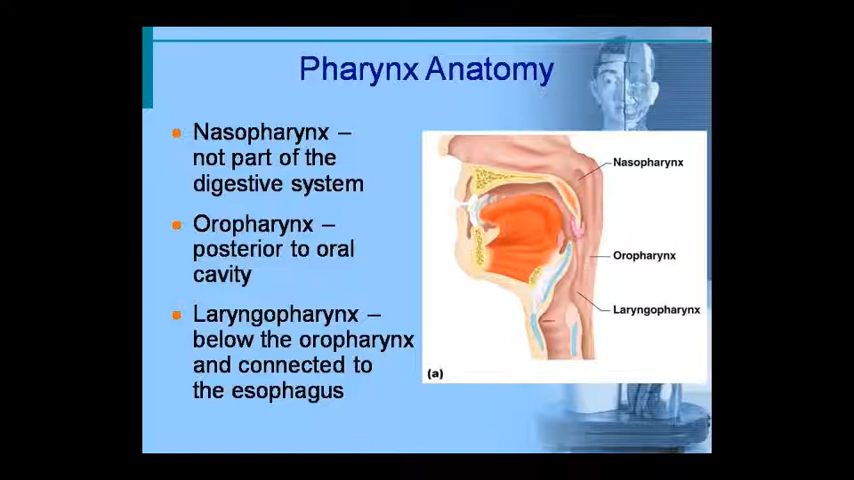 Pharynx Anatomy
Nasopharynx –
not part of the
digestive system
Oropharynx –
posterior to oral
cavity
Laryngopharynx –
below the oropharynx
and connected to
the esophagus
Nasopharynx
Oropharynx
Laryngopharynx
(a)